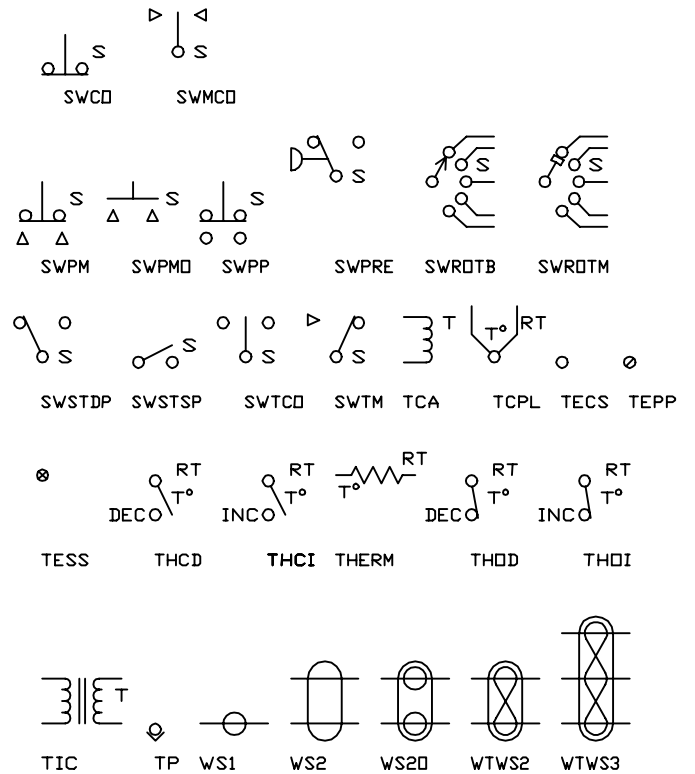 S S
SWCO SWMCO
S S
S S S S
SWPM SWPMO SWPP SWPRE SWROTB SWROTM
T T° RT
S S S S
SWSTDP SWSTSP SWTCO SWTM TCA TCPL TECS TEPP
RT RT RT RT RT
T° T° T° T° T°
DEC INC DEC INC
TESS THCD THCI THERM THOD THOI
T
TIC TP WS1 WS2 WS2O WTWS2 WTWS3